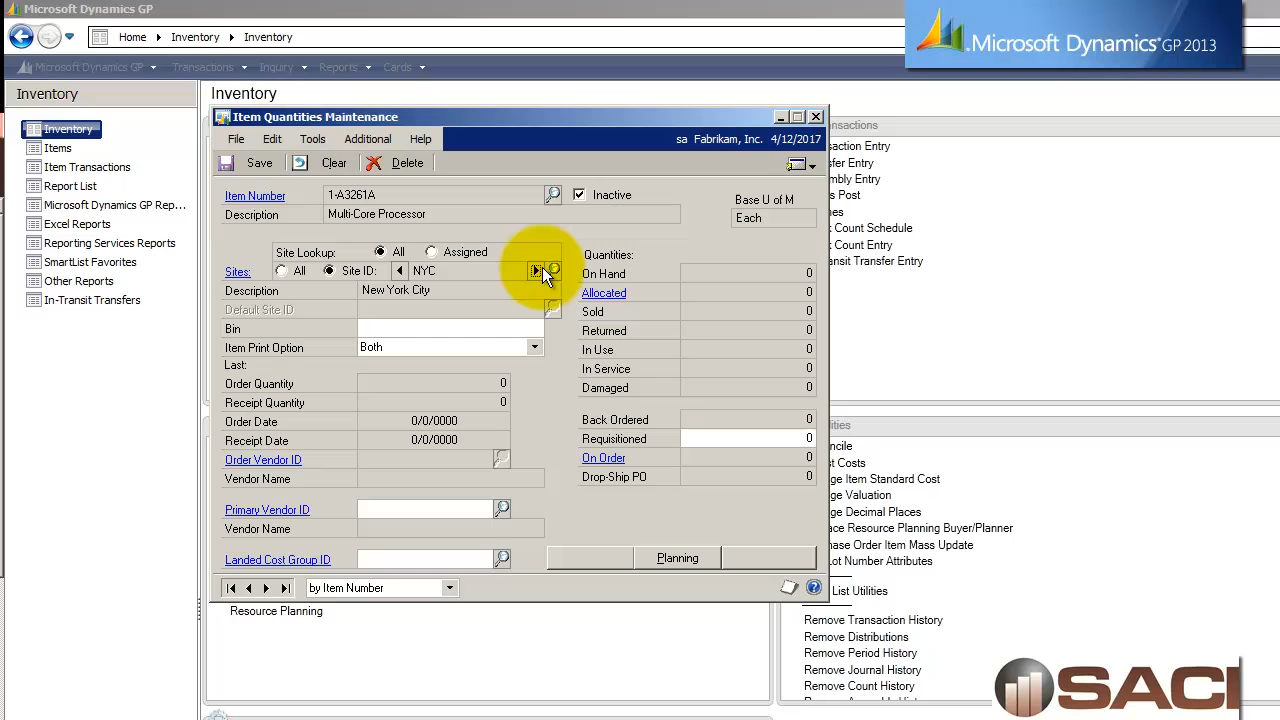 Microsoft Dynamics GP
Microsoft Dynamics GP 2013
Home Inventory Inventory
Microsoft Dynamics GP Transactions Inquiry Reports Cards
Inventory
Inventory
Items
Item Transactions
Report List
Microsoft Dynamics GP Rep...
Excel Reports
Reporting Services Reports
SmartList Favorites
Other Reports
In-Transit Transfers
Inventory
Item Quantities Maintenance
File Edit Tools Additional Help
sa Fabrikam, Inc. 4/12/2017
Save Clear Delete
Item Number 1-A3261A Inactive
Description Multi-Core Processor
Base U of M
Each
Site Lookup: All Assigned
Sites: All Site ID: NYC
Description New York City
Default Site ID
Bin
Item Print Option Both
Last:
Order Quantity 0
Receipt Quantity 0
Order Date 0/0/0000
Receipt Date 0/0/0000
Order Vendor ID
Vendor Name
Primary Vendor ID
Vendor Name
Landed Cost Group ID
Quantities:
On Hand 0
Allocated 0
Sold 0
Returned 0
In Use 0
In Service 0
Damaged 0
Back Ordered 0
Requisitioned 0
On Order 0
Drop-Ship PO 0
Planning
by Item Number
Resource Planning
ansactions
ansaction Entry
sfer Entry
embly Entry
s Post
nes
k Count Schedule
k Count Entry
ransit Transfer Entry
ities
ncile
st Costs
nge Item Standard Cost
ge Valuation
nge Decimal Places
ace Resource Planning Buyer/Planner
hase Order Item Mass Update
Lot Number Attributes
List Utilities
Remove Transaction History
Remove Distributions
Remove Period History
Remove Journal History
Remove Count History
SACI